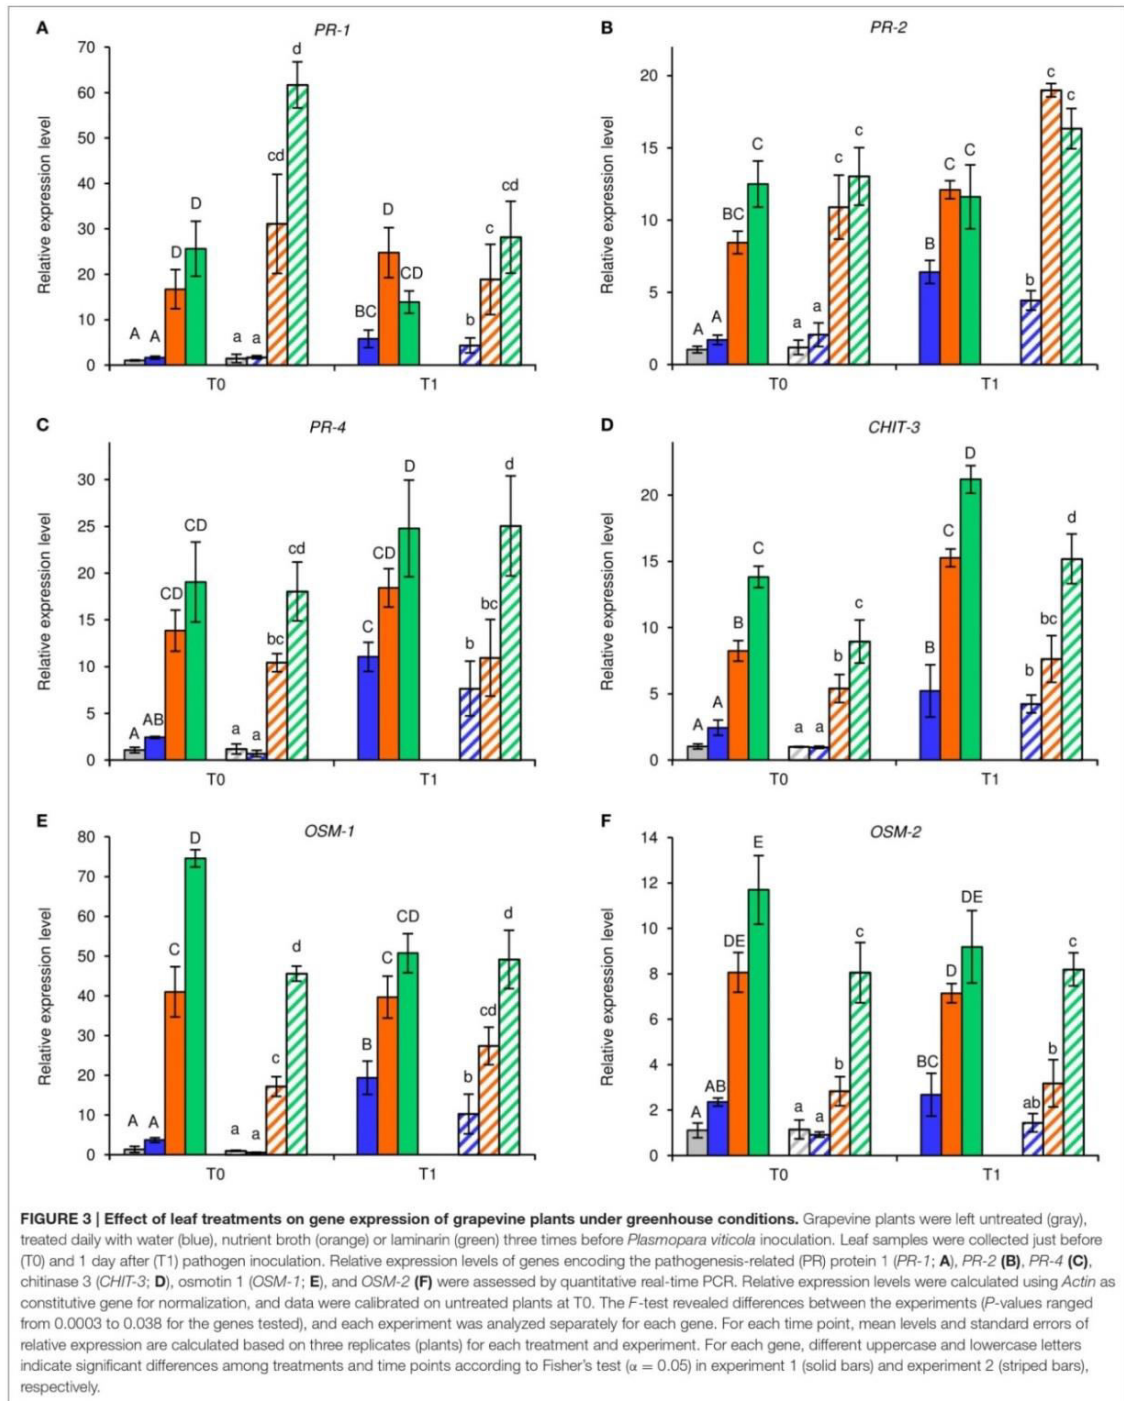 A
PR-1
70
60
50
40
30
20
10
0
Relative expression level
A A D D
a a cd d
BC D CD
b c cd
T0 T1
B
PR-2
20
15
10
5
0
Relative expression level
A A BC C
a a c c
B C C
b c c
T0 T1
C
PR-4
30
25
20
15
10
5
0
Relative expression level
A AB CD CD
a a bc cd
C CD D
b bc d
T0 T1
D
CHIT-3
20
15
10
5
0
Relative expression level
A A B C
a a b c
B C D
b bc d
T0 T1
E
OSM-1
80
70
60
50
40
30
20
10
0
Relative expression level
A A C D
a a c d
B C CD
b cd d
T0 T1
F
OSM-2
14
12
10
8
6
4
2
0
Relative expression level
A AB DE E
a a b c
BC D DE
ab b c
T0 T1
FIGURE 3 | Effect of leaf treatments on gene expression of grapevine plants under greenhouse conditions. Grapevine plants were left untreated (gray),
treated daily with water (blue), nutrient broth (orange) or laminarin (green) three times before Plasmopara viticola inoculation. Leaf samples were collected just before
(T0) and 1 day after (T1) pathogen inoculation. Relative expression levels of genes encoding the pathogenesis-related (PR) protein 1 (PR-1; A), PR-2 (B), PR-4 (C),
chitinase 3 (CHIT-3; D), osmotin 1 (OSM-1; E), and OSM-2 (F) were assessed by quantitative real-time PCR. Relative expression levels were calculated using Actin as
constitutive gene for normalization, and data were calibrated on untreated plants at T0. The F-test revealed differences between the experiments (P-values ranged
from 0.0003 to 0.038 for the genes tested), and each experiment was analyzed separately for each gene. For each time point, mean levels and standard errors of
relative expression are calculated based on three replicates (plants) for each treatment and experiment. For each gene, different uppercase and lowercase letters
indicate significant differences among treatments and time points according to Fisher's test (α = 0.05) in experiment 1 (solid bars) and experiment 2 (striped bars),
respectively.